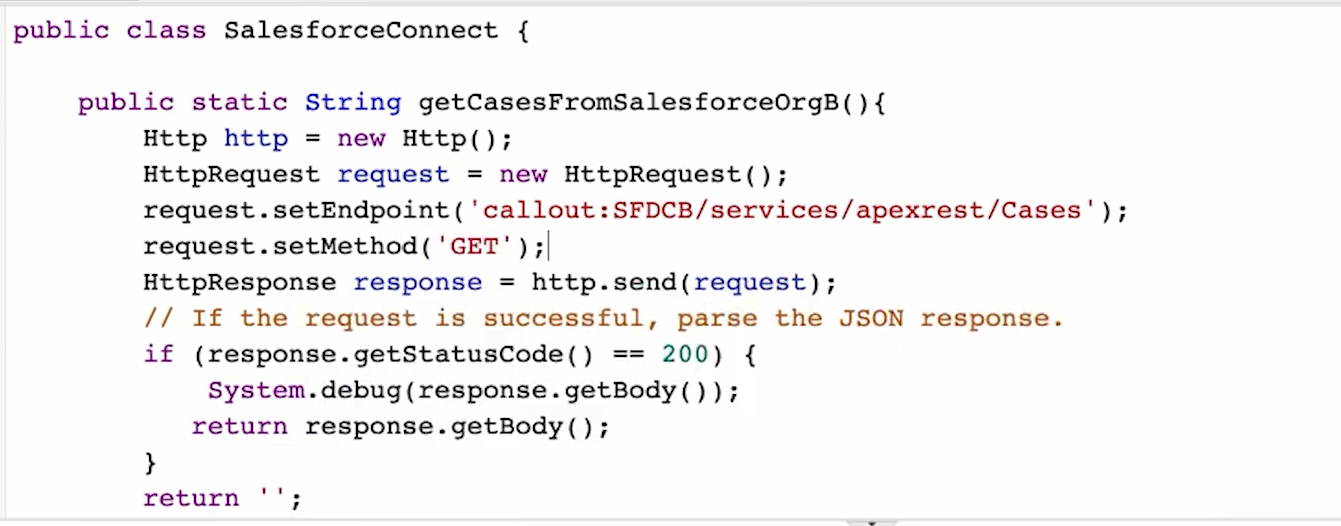 public class SalesforceConnect {
public static String getCasesFromSalesforceOrgB(){
Http http = new Http();
HttpRequest request = new HttpRequest();
request.setEndpoint('callout:SFDCB/services/apexrest/Cases');
request.setMethod('GET');
HttpResponse response = http.send(request);
// If the request is successful, parse the JSON response.
if (response.getStatusCode() == 200) {
System.debug(response.getBody());
return response.getBody();
}
return '';